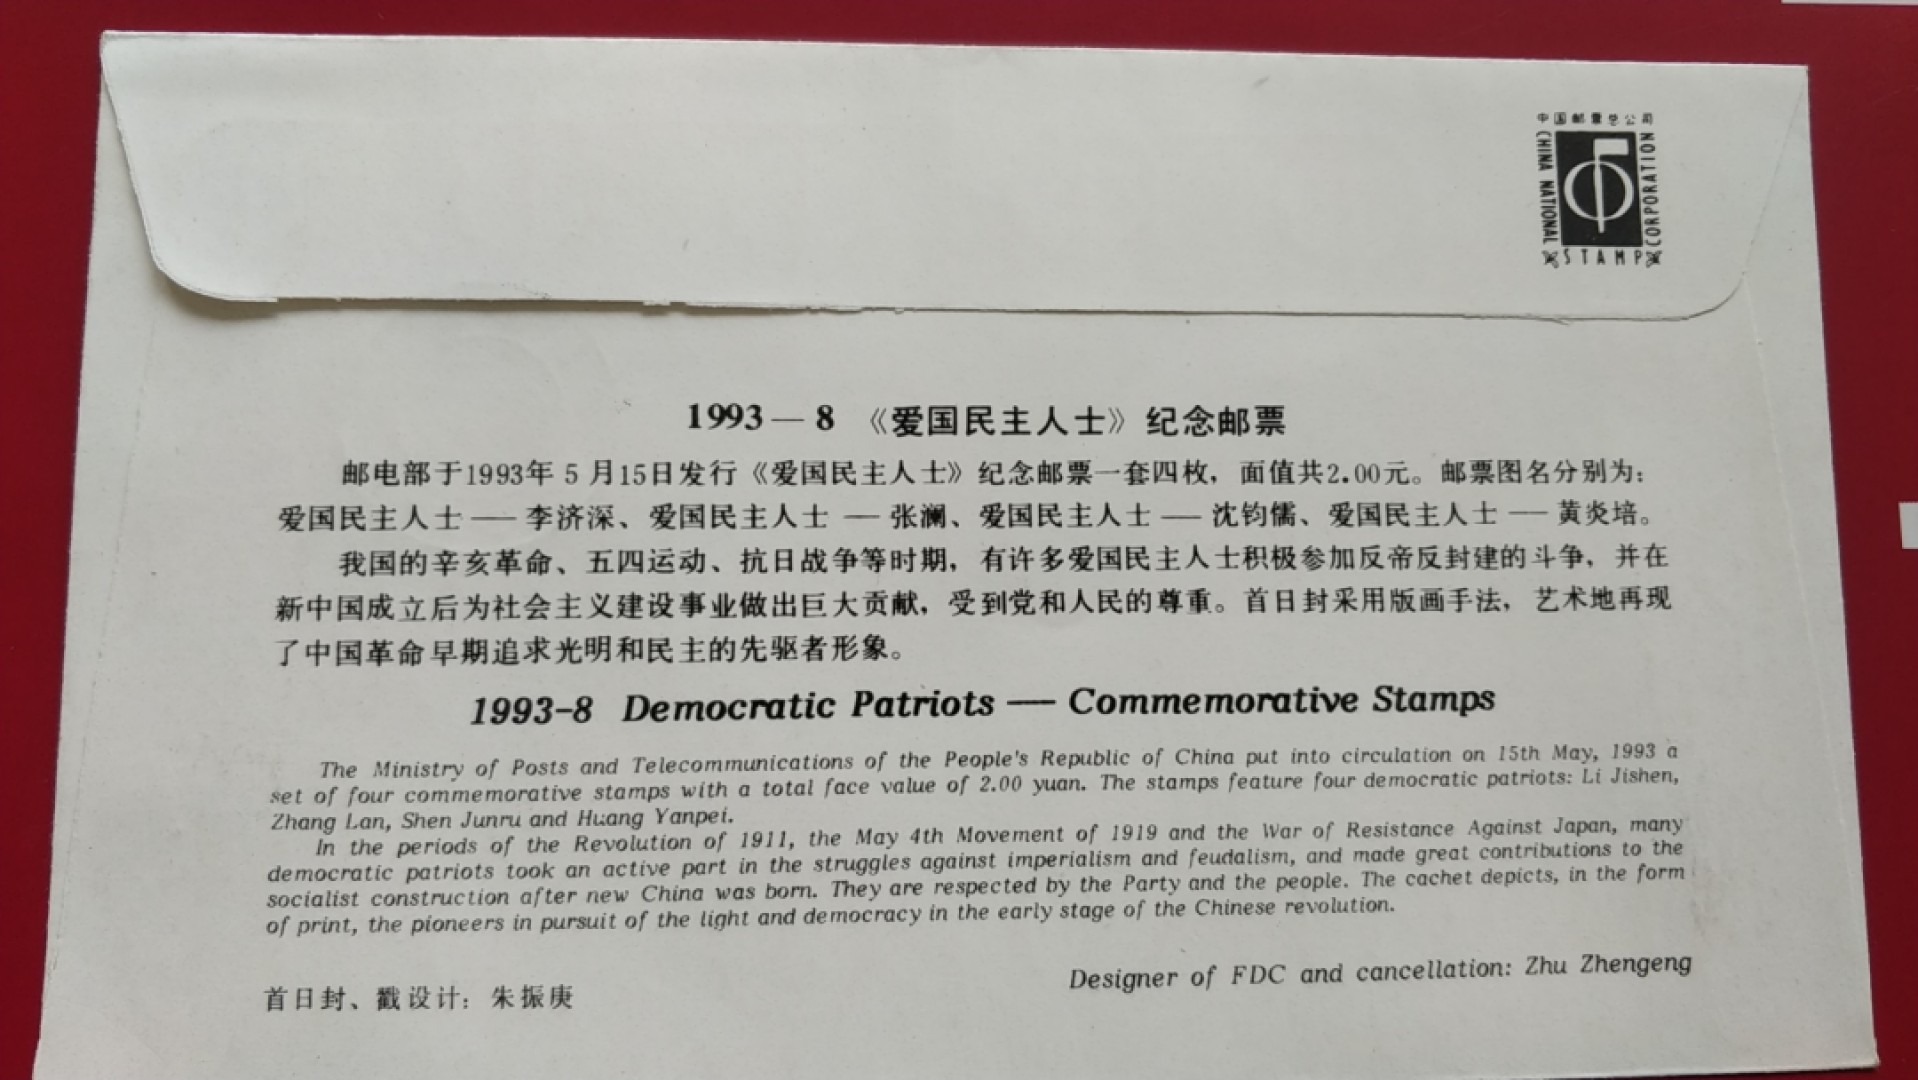 中国邮票总公司
CHINA NATIONAL
STAMP
CORPORATION
1993—8 《爱国民主人士》纪念邮票
邮电部于1993年5月15日发行《爱国民主人士》纪念邮票一套四枚，面值共2.00元。邮票图名分别为：
爱国民主人士——李济深、爱国民主人士—张澜、爱国民主人士——沈钧儒、爱国民主人士——黄炎培。
我国的辛亥革命、五四运动、抗日战争等时期，有许多爱国民主人士积极参加反帝反封建的斗争，并在
新中国成立后为社会主义建设事业做出巨大贡献，受到党和人民的尊重。首日封采用版画手法，艺术地再现
了中国革命早期追求光明和民主的先驱者形象。
1993-8 Democratic Patriots — Commemorative Stamps
The Ministry of Posts and Telecommunications of the People's Republic of China put into circulation on 15th May, 1993 a
set of four commemorative stamps with a total face value of 2.00 yuan. The stamps feature four democratic patriots: Li Jishen,
Zhang Lan, Shen Junru and Huang Yanpei.
In the periods of the Revolution of 1911, the May 4th Movement of 1919 and the War of Resistance Against Japan, many
democratic patriots took an active part in the struggles against imperialism and feudalism, and made great contributions to the
socialist construction after new China was born. They are respected by the Party and the people. The cachet depicts, in the form
of print, the pioneers in pursuit of the light and democracy in the early stage of the Chinese revolution.
Designer of FDC and cancellation: Zhu Zhengeng
首日封、戳设计：朱振庚